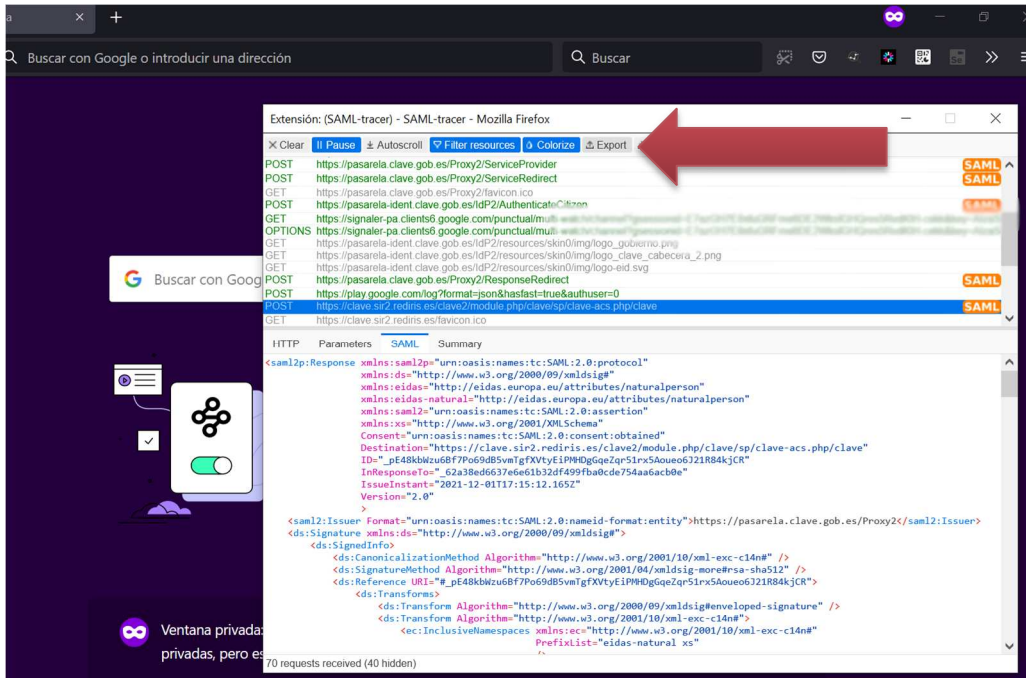 a
Buscar con Google o introducir una dirección
Buscar
Extensión: (SAML-tracer) - SAML-tracer - Mozilla Firefox
Clear Pause Autoscroll Filter resources Colorize Export
POST https://pasarela.clave.gob.es/Proxy2/ServiceProvider SAML
POST https://pasarela.clave.gob.es/Proxy2/ServiceRedirect SAML
GET https://pasarela.clave.gob.es/Proxy2/favicon.ico
POST https://pasarela-ident.clave.gob.es/IdP2/AuthenticateCitizen SAML
GET https://signaler-pa.clients6.google.com/punctual/multi-watch/channel
OPTIONS https://signaler-pa.clients6.google.com/punctual/multi-watch/channel
GET https://pasarela-ident.clave.gob.es/IdP2/resources/skin0/img/logo_gobierno.png
GET https://pasarela-ident.clave.gob.es/IdP2/resources/skin0/img/logo_clave_cabecera_2.png
GET https://pasarela-ident.clave.gob.es/IdP2/resources/skin0/img/logo-eid.svg
POST https://pasarela.clave.gob.es/Proxy2/ResponseRedirect SAML
POST https://play.google.com/log?format=json&hasfast=true&authuser=0
POST https://clave.sir2.rediris.es/clave2/module.php/clave/sp/clave-acs.php/clave SAML
GET https://clave.sir2.rediris.es/favicon.ico
HTTP Parameters SAML Summary
<saml2p:Response xmlns:saml2p="urn:oasis:names:tc:SAML:2.0:protocol"
xmlns:ds="http://www.w3.org/2000/09/xmldsig#"
xmlns:eidas="http://eidas.europa.eu/attributes/naturalperson"
xmlns:eidas-natural="http://eidas.europa.eu/attributes/naturalperson"
xmlns:saml2="urn:oasis:names:tc:SAML:2.0:assertion"
xmlns:xs="http://www.w3.org/2001/XMLSchema"
Consent="urn:oasis:names:tc:SAML:2.0:consent:obtained"
Destination="https://clave.sir2.rediris.es/clave2/module.php/clave/sp/clave-acs.php/clave"
ID="_pE48kbWzu6Bf7Po69dB5vmTgfXVtyEiPMHDgGqeZqr51rx5Aoueo6J21R84kjCR"
InResponseTo="_62a38ed6637e6e61b32df499fba0cde754aa6acb0e"
IssueInstant="2021-12-01T17:15:12.165Z"
Version="2.0"
>
<saml2:Issuer Format="urn:oasis:names:tc:SAML:2.0:nameid-format:entity">https://pasarela.clave.gob.es/Proxy2</saml2:Issuer>
<ds:Signature xmlns:ds="http://www.w3.org/2000/09/xmldsig#">
<ds:SignedInfo>
<ds:CanonicalizationMethod Algorithm="http://www.w3.org/2001/10/xml-exc-c14n#" />
<ds:SignatureMethod Algorithm="http://www.w3.org/2001/04/xmldsig-more#rsa-sha512" />
<ds:Reference URI="#_pE48kbWzu6Bf7Po69dB5vmTgfXVtyEiPMHDgGqeZqr51rx5Aoueo6J21R84kjCR">
<ds:Transforms>
<ds:Transform Algorithm="http://www.w3.org/2000/09/xmldsig#enveloped-signature" />
<ds:Transform Algorithm="http://www.w3.org/2001/10/xml-exc-c14n#">
<ec:InclusiveNamespaces xmlns:ec="http://www.w3.org/2001/10/xml-exc-c14n#"
PrefixList="eidas-natural xs"
/>
70 requests received (40 hidden)
Buscar con Goog
Ventana privada:
privadas, pero es